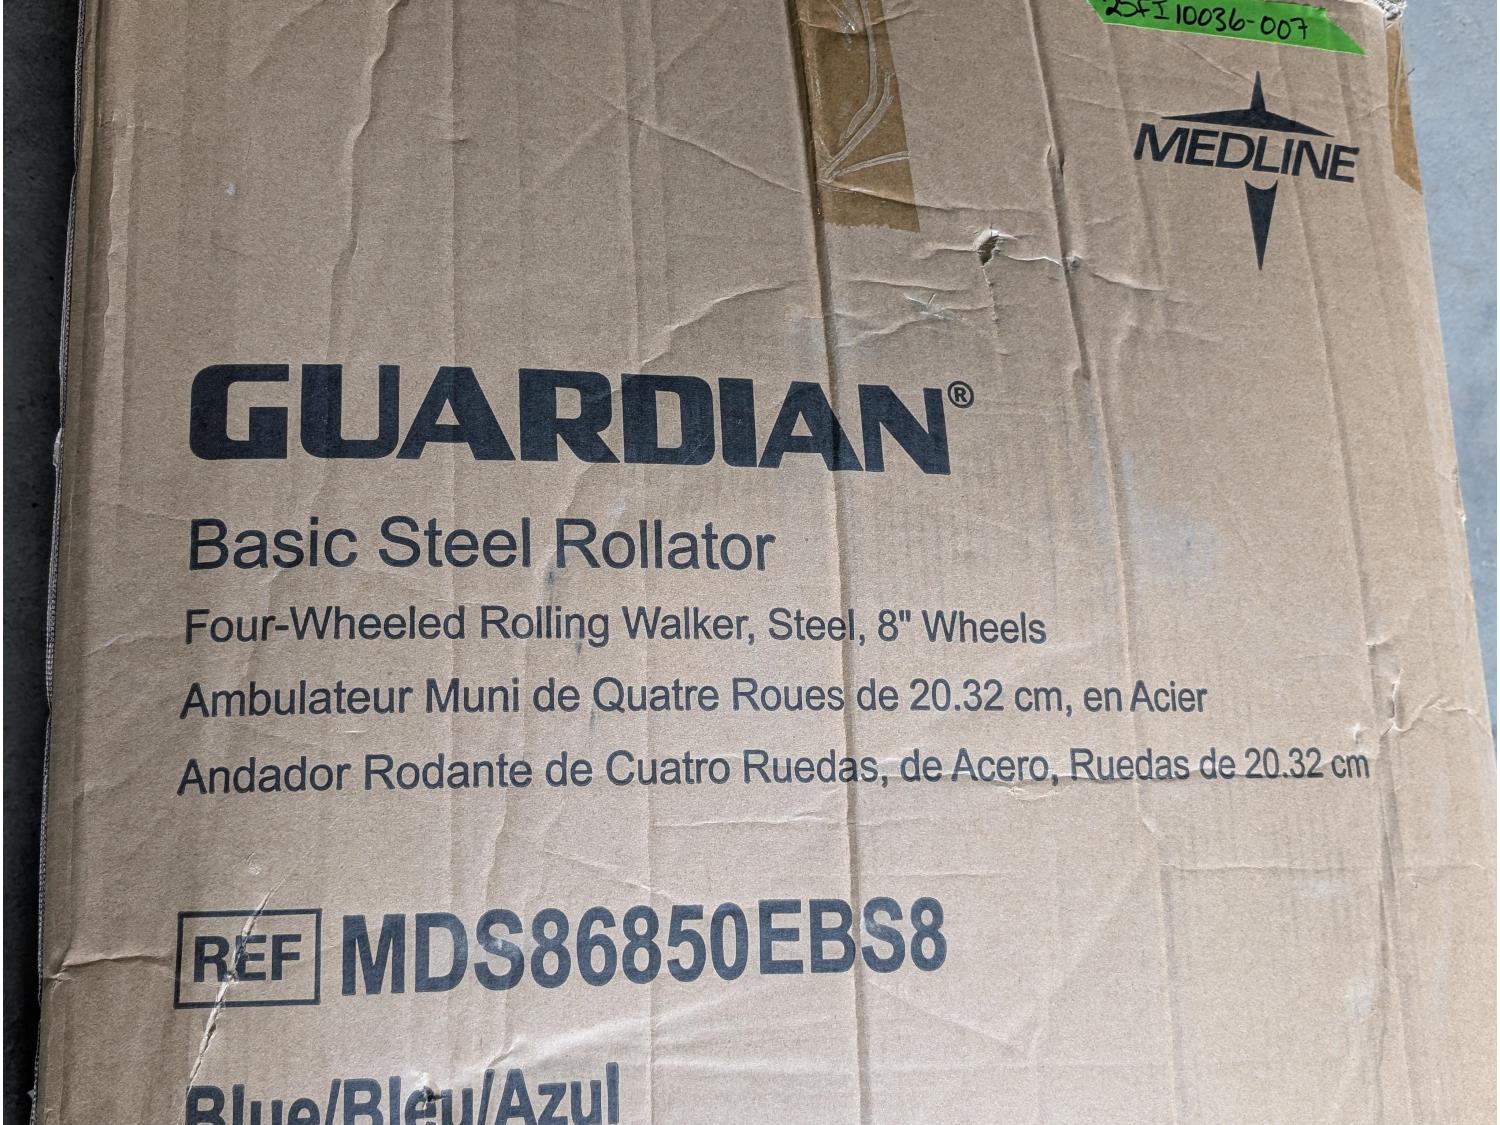 25FI10036-007
MEDLINE
GUARDIAN®
Basic Steel Rollator
Four-Wheeled Rolling Walker, Steel, 8" Wheels
Ambulateur Muni de Quatre Roues de 20.32 cm, en Acier
Andador Rodante de Cuatro Ruedas, de Acero, Ruedas de 20.32 cm
REF MDS86850EBS8
Blue/Bleu/Azul